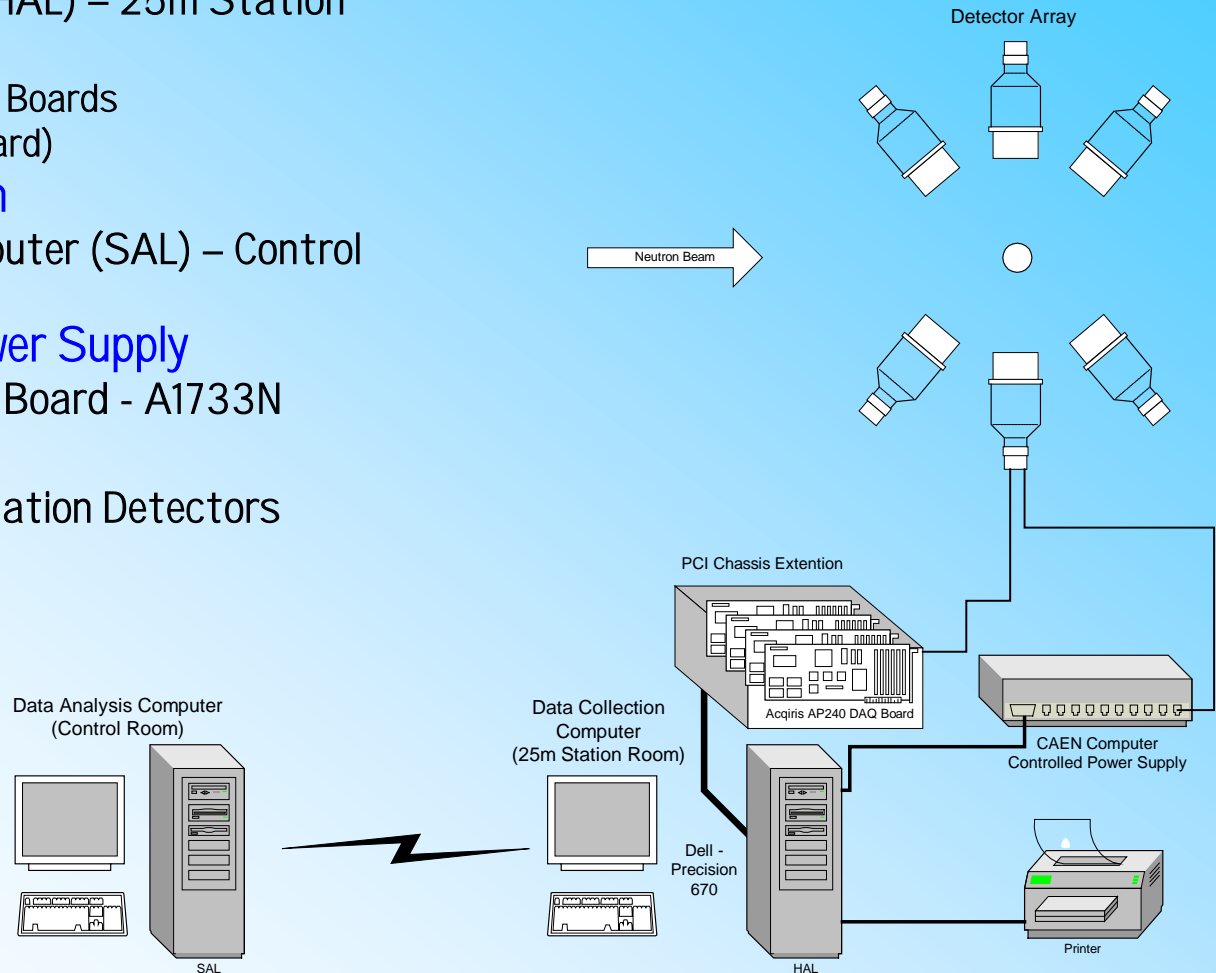 HAL) – 25m Station
Boards
ard)
n
outer (SAL) – Control
wer Supply
Board - A1733N
ation Detectors
Detector Array
Neutron Beam
PCI Chassis Extention
Acqiris AP240 DAQ Board
CAEN Computer
Controlled Power Supply
Data Analysis Computer
(Control Room)
Data Collection
Computer
(25m Station Room)
Dell -
Precision
670
Printer
SAL
HAL